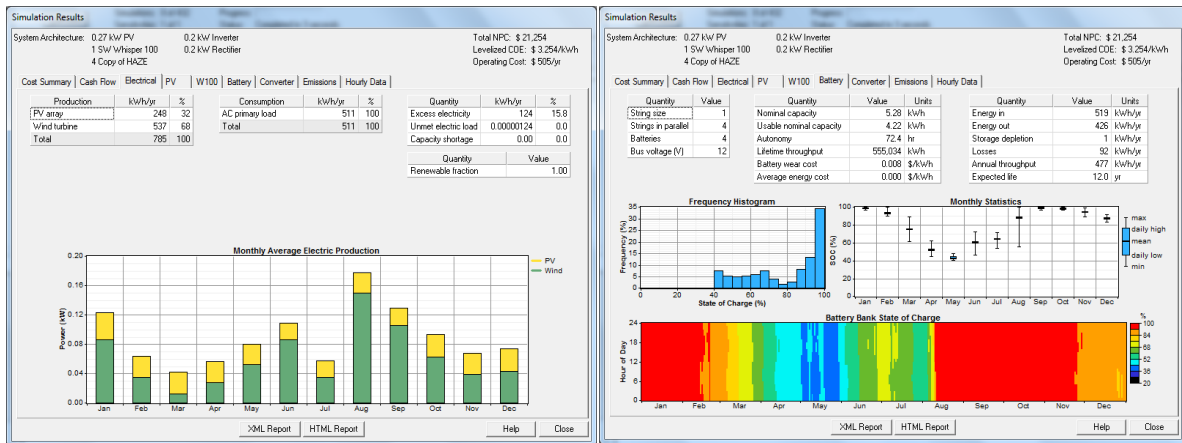 Simulation Results
System Architecture: 0.27 kW PV 0.2 kW Inverter Total NPC: $ 21,254
1 SW Whisper 100 0.2 kW Rectifier Levelized COE: $ 3.254/kWh
4 Copy of HAZE Operating Cost: $ 505/yr
Cost Summary Cash Flow Electrical PV W100 Battery Converter Emissions Hourly Data
Production kWh/yr %
PV array 248 32
Wind turbine 537 68
Total 785 100
Consumption kWh/yr %
AC primary load 511 100
Total 511 100
Quantity kWh/yr %
Excess electricity 124 15.8
Unmet electric load 0.00000124 0.0
Capacity shortage 0.00 0.0
Quantity Value
Renewable fraction 1.00
Monthly Average Electric Production
Power (kW)
0.20
0.16
0.12
0.08
0.04
0.00
Jan Feb Mar Apr May Jun Jul Aug Sep Oct Nov Dec
PV
Wind
XML Report HTML Report Help Close
Simulation Results
System Architecture: 0.27 kW PV 0.2 kW Inverter Total NPC: $ 21,254
1 SW Whisper 100 0.2 kW Rectifier Levelized COE: $ 3.254/kWh
4 Copy of HAZE Operating Cost: $ 505/yr
Cost Summary Cash Flow Electrical PV W100 Battery Converter Emissions Hourly Data
Quantity Value
String size 1
Strings in parallel 4
Batteries 4
Bus voltage (V) 12
Quantity Value Units
Nominal capacity 5.28 kWh
Usable nominal capacity 4.22 kWh
Autonomy 72.4 hr
Lifetime throughput 555,034 kWh
Battery wear cost 0.008 $/kWh
Average energy cost 0.000 $/kWh
Quantity Value Units
Energy in 519 kWh/yr
Energy out 426 kWh/yr
Storage depletion 1 kWh/yr
Losses 92 kWh/yr
Annual throughput 477 kWh/yr
Expected life 12.0 yr
Frequency Histogram
Frequency (%)
35
30
25
20
15
10
5
0
0 20 40 60 80 100
State of Charge (%)
Monthly Statistics
SOC (%)
100
80
60
40
20
0
Jan Feb Mar Apr May Jun Jul Aug Sep Oct Nov Dec
max
daily high
mean
daily low
min
Battery Bank State of Charge
Hour of Day
24
18
12
6
0
Jan Feb Mar Apr May Jun Jul Aug Sep Oct Nov Dec
%
100
84
68
52
36
20
XML Report HTML Report Help Close